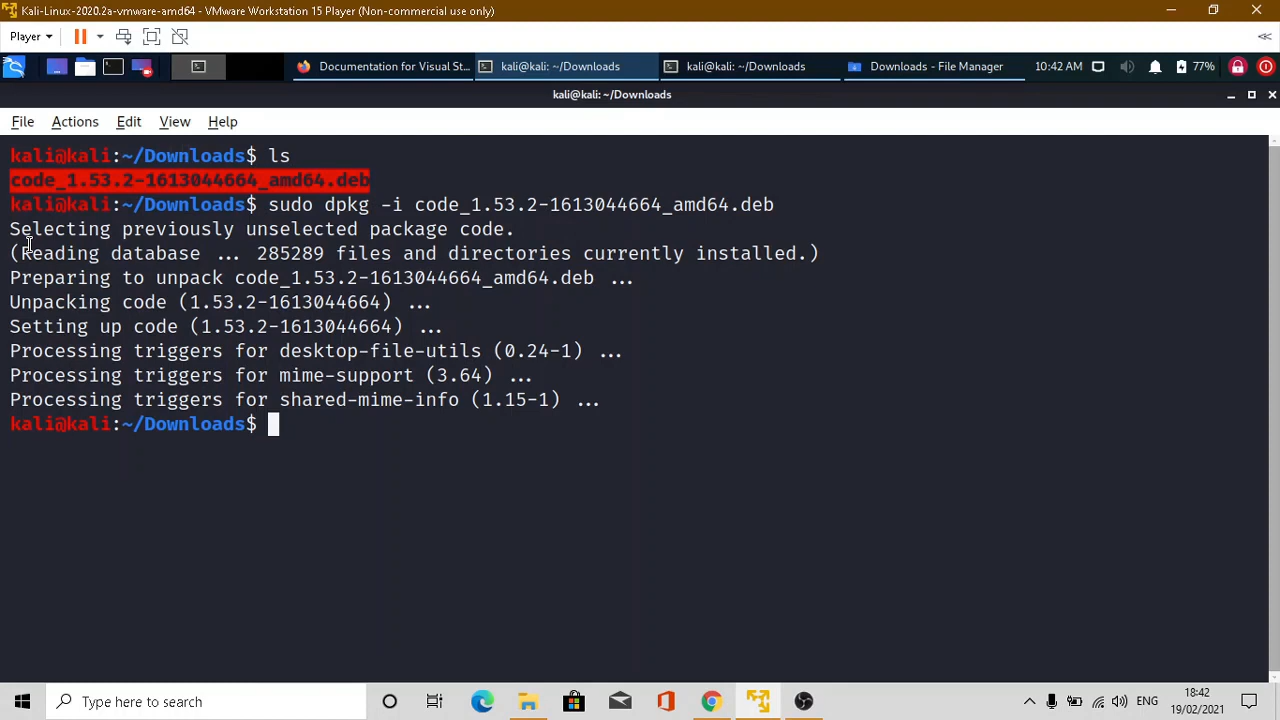 Kali-Linux-2020.2a-vmware-amd64 - VMware Workstation 15 Player (Non-commercial use only)
Player
Documentation for Visual St...
kali@kali: ~/Downloads
kali@kali: ~/Downloads
Downloads - File Manager
10:42 AM
77%
kali@kali: ~/Downloads
File Actions Edit View Help
kali@kali:~/Downloads$ ls
code_1.53.2-1613044664_amd64.deb
kali@kali:~/Downloads$ sudo dpkg -i code_1.53.2-1613044664_amd64.deb
Selecting previously unselected package code.
(Reading database ... 285289 files and directories currently installed.)
Preparing to unpack code_1.53.2-1613044664_amd64.deb ...
Unpacking code (1.53.2-1613044664) ...
Setting up code (1.53.2-1613044664) ...
Processing triggers for desktop-file-utils (0.24-1) ...
Processing triggers for mime-support (3.64) ...
Processing triggers for shared-mime-info (1.15-1) ...
kali@kali:~/Downloads$
Type here to search
ENG
18:42
19/02/2021